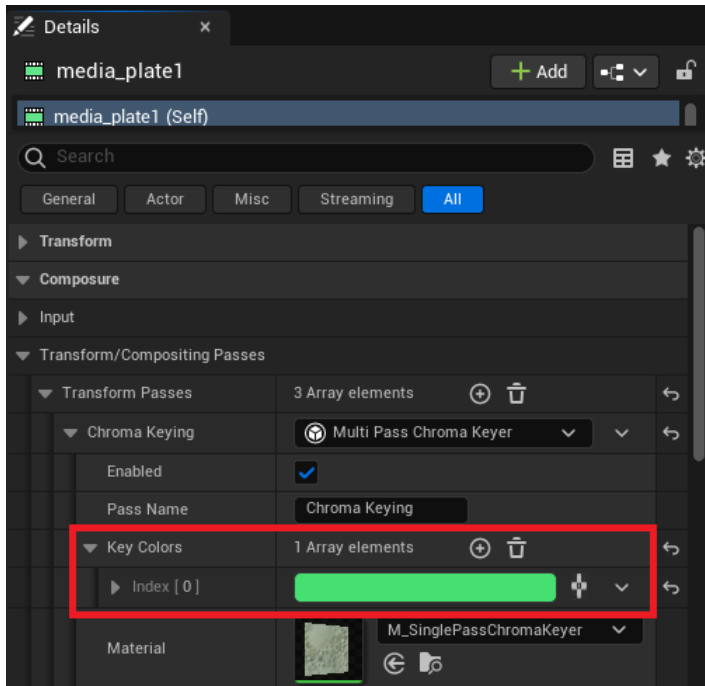 Details
media_plate1
Add
media_plate1 (Self)
Search
General Actor Misc Streaming All
Transform
Composure
Input
Transform/Compositing Passes
Transform Passes 3 Array elements
Chroma Keying Multi Pass Chroma Keyer
Enabled
Pass Name Chroma Keying
Key Colors 1 Array elements
Index [ 0 ]
M_SinglePassChromaKeyer
Material